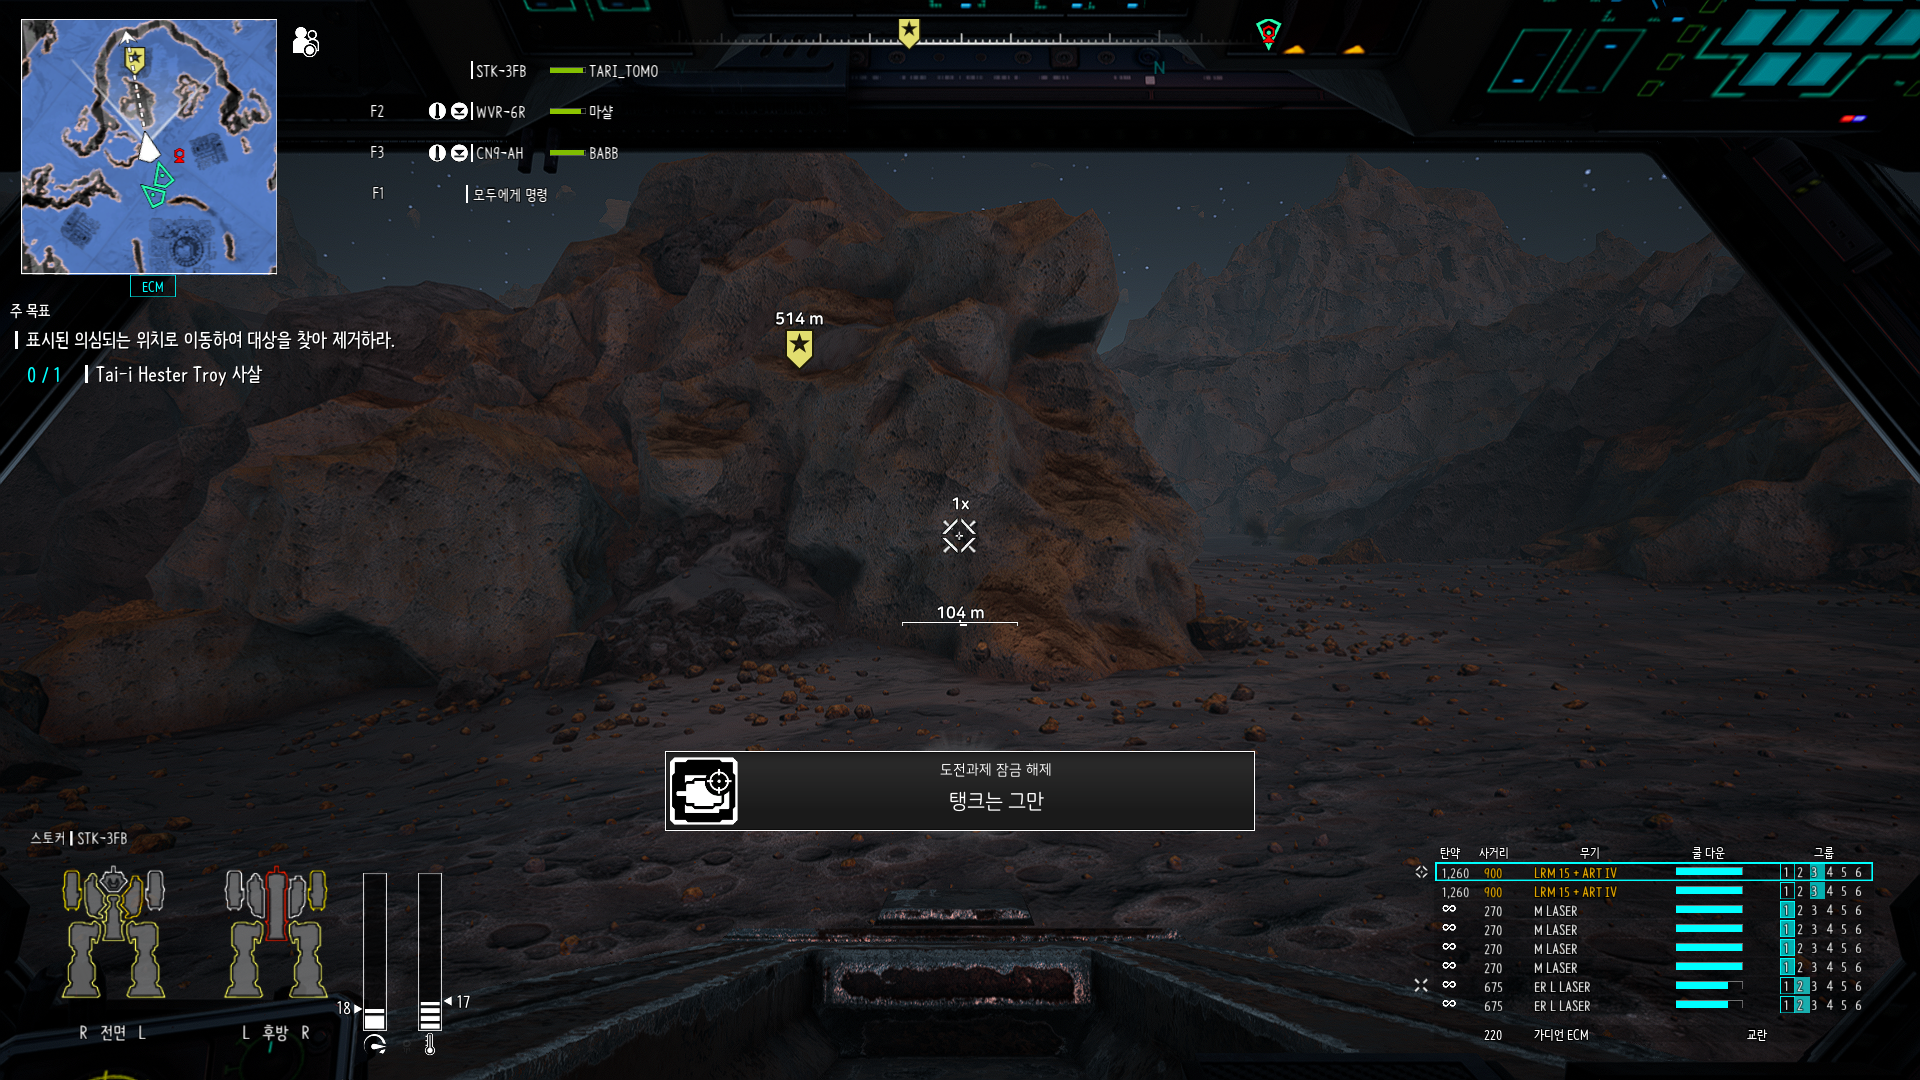 N
STK-3FB TARI_TOMO
F2 WVR-6R 마샬
F3 CN9-AH BABB
F1 모두에게 명령
ECM
주 목표
표시된 의심되는 위치로 이동하여 대상을 찾아 제거하라.
0 / 1 Tai-i Hester Troy 사살
514 m
1x
104 m
도전과제 잠금 해제
탱크는 그만
스토커 STK-3FB
18
17
R 전면 L
L 후방 R
탄약 사거리 무기 쿨 다운 그룹
1,260 900 LRM 15 + ART IV 1 2 3 4 5 6
1,260 900 LRM 15 + ART IV 1 2 3 4 5 6
∞ 270 M LASER 1 2 3 4 5 6
∞ 270 M LASER 1 2 3 4 5 6
∞ 270 M LASER 1 2 3 4 5 6
∞ 270 M LASER 1 2 3 4 5 6
∞ 675 ER L LASER 1 2 3 4 5 6
∞ 675 ER L LASER 1 2 3 4 5 6
220 가디언 ECM 교란